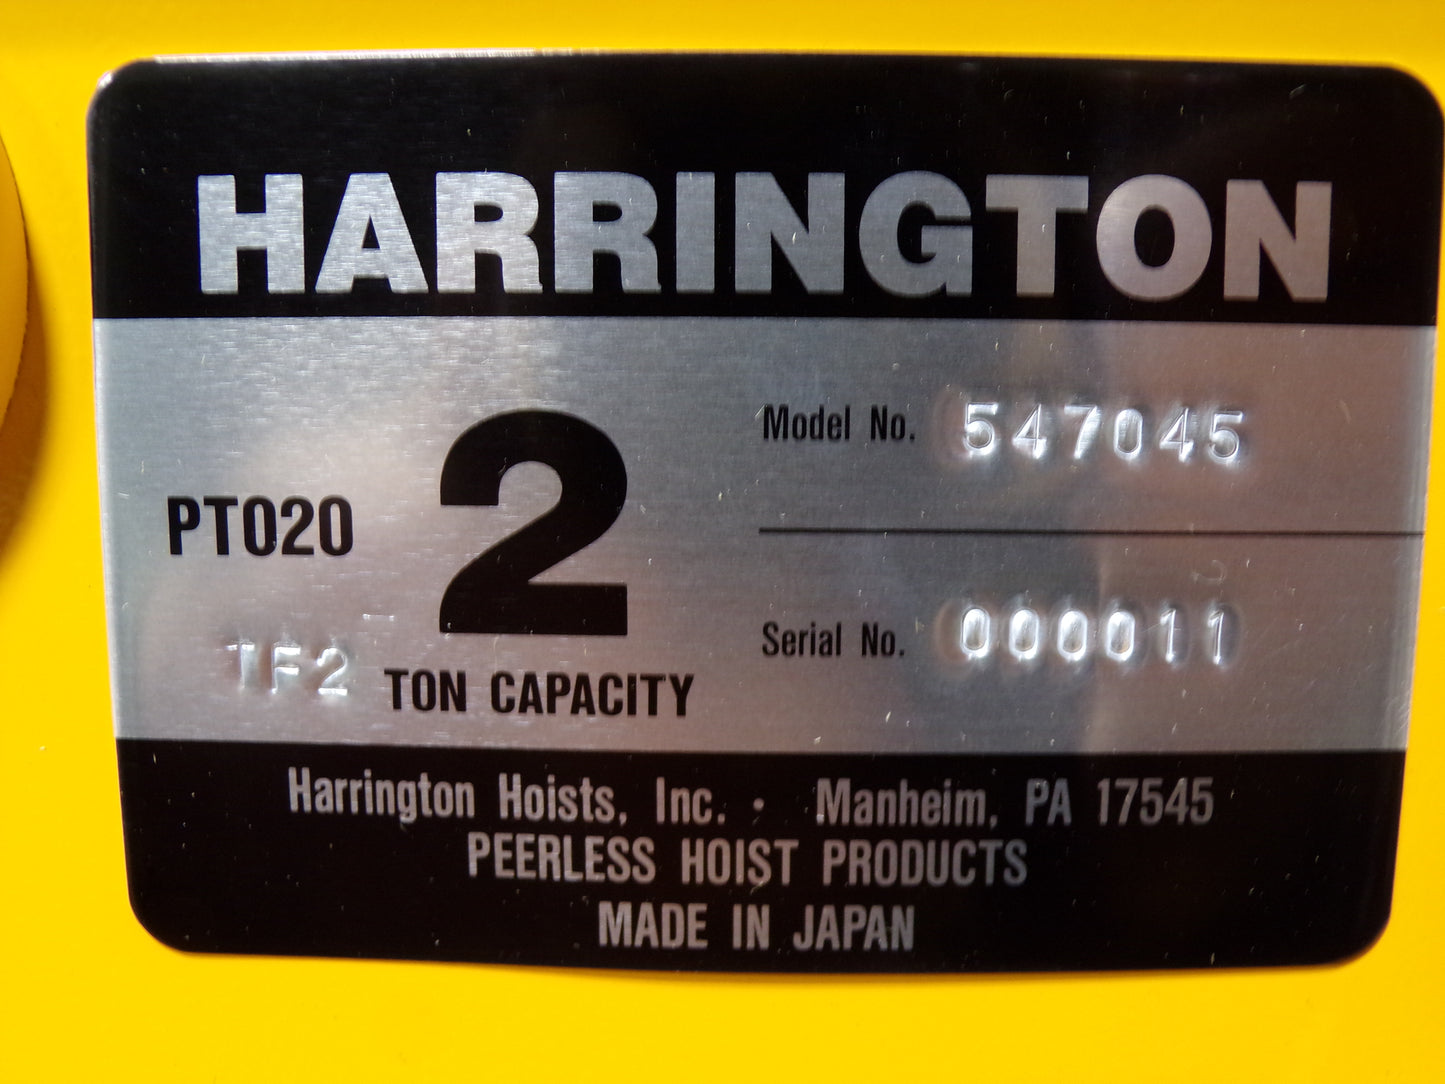 HARRINGTON
Model No. 547045
PT020 2
Serial No. 000011
TF2 TON CAPACITY
Harrington Hoists, Inc. · Manheim, PA 17545
PEERLESS HOIST PRODUCTS
MADE IN JAPAN